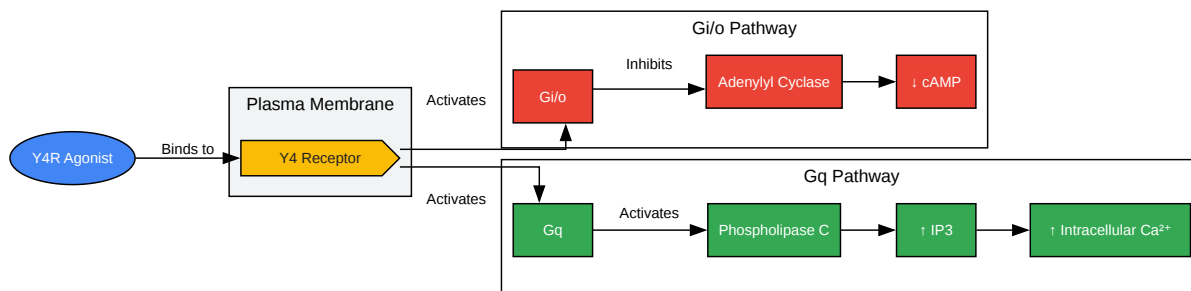 Gi/o Pathway
Inhibits
Adenylyl Cyclase
↓ cAMP
Gi/o
Plasma Membrane
Activates
Y4R Agonist
Binds to
Y4 Receptor
Activates
Gq Pathway
Gq
Activates
Phospholipase C
↑ IP3
↑ Intracellular Ca²⁺